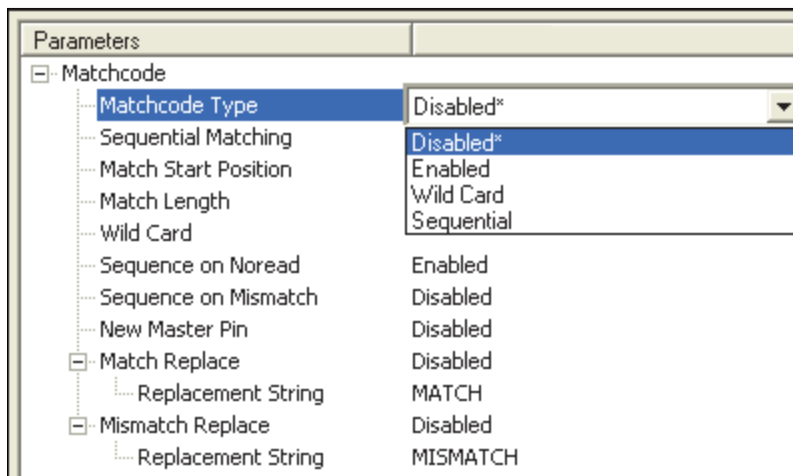 Parameters
Matchcode
Matchcode Type Disabled*
Sequential Matching Disabled*
Match Start Position Enabled
Match Length Wild Card
Wild Card Sequential
Sequence on Noread Enabled
Sequence on Mismatch Disabled
New Master Pin Disabled
Match Replace Disabled
Replacement String MATCH
Mismatch Replace Disabled
Replacement String MISMATCH